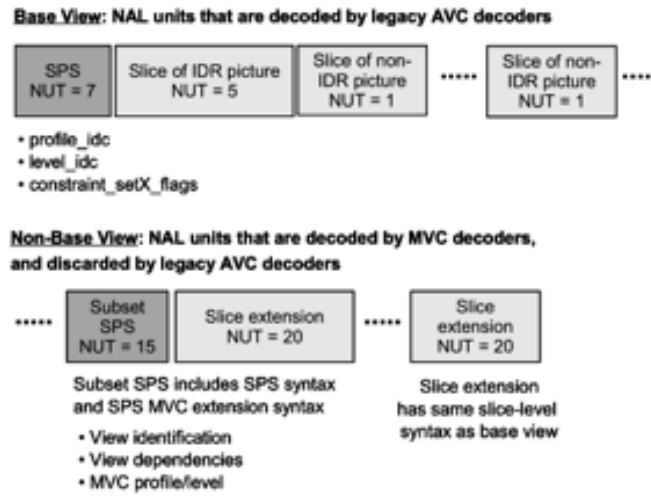 Base View: NAL units that are decoded by legacy AVC decoders
SPS
NUT = 7
Slice of IDR picture
NUT = 5
Slice of non-
IDR picture
NUT = 1
.....
Slice of non-
IDR picture
NUT = 1
....
• profile_idc
• level_idc
• constraint_setX_flags
Non-Base View: NAL units that are decoded by MVC decoders,
and discarded by legacy AVC decoders
.....
Subset
SPS
NUT = 15
Slice extension
NUT = 20
.....
Slice
extension
NUT = 20
Subset SPS includes SPS syntax
and SPS MVC extension syntax
• View identification
• View dependencies
• MVC profile/level
Slice extension
has same slice-level
syntax as base view